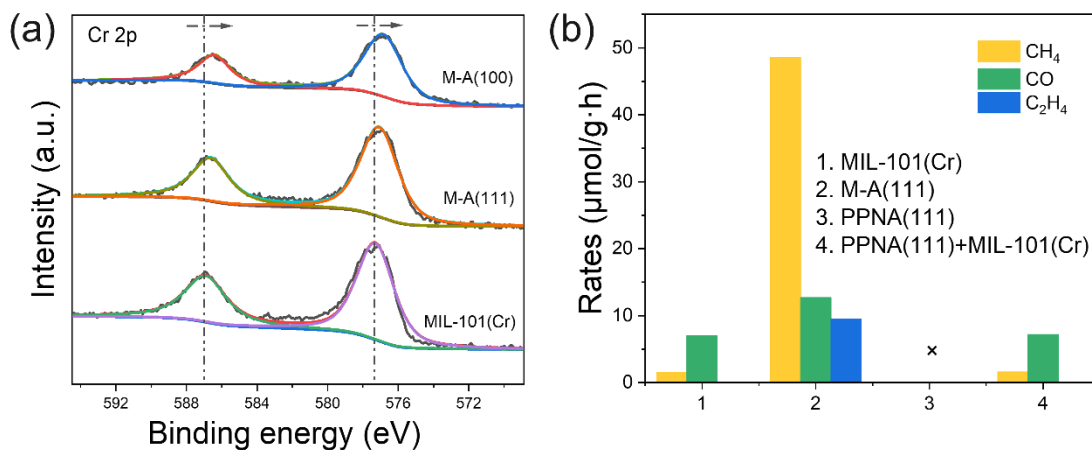 (a)
Cr 2p
M-A(100)
M-A(111)
MIL-101(Cr)
Intensity (a.u.)
592 588 584 580 576 572
Binding energy (eV)
(b)
CH₄
CO
C₂H₄
1. MIL-101(Cr)
2. M-A(111)
3. PPNA(111)
4. PPNA(111)+MIL-101(Cr)
Rates (μmol/g·h)
50
40
30
20
10
0
×
1 2 3 4